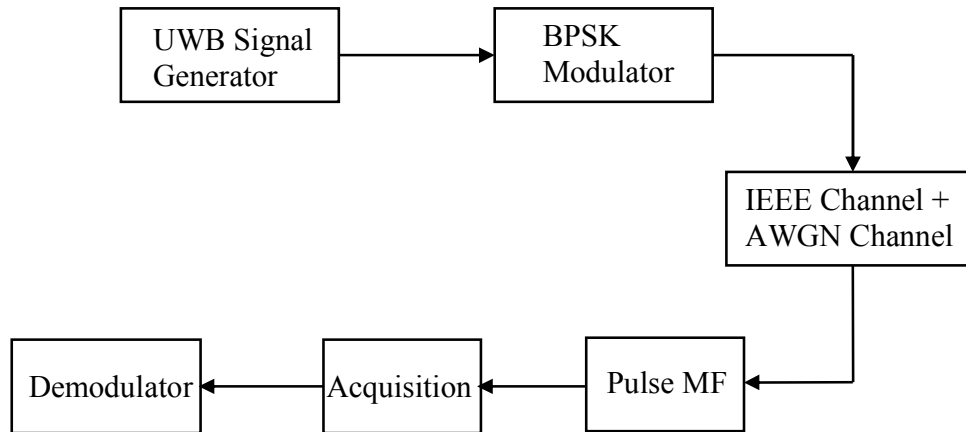 UWB Signal
Generator
BPSK
Modulator
IEEE Channel +
AWGN Channel
Pulse MF
Acquisition
Demodulator